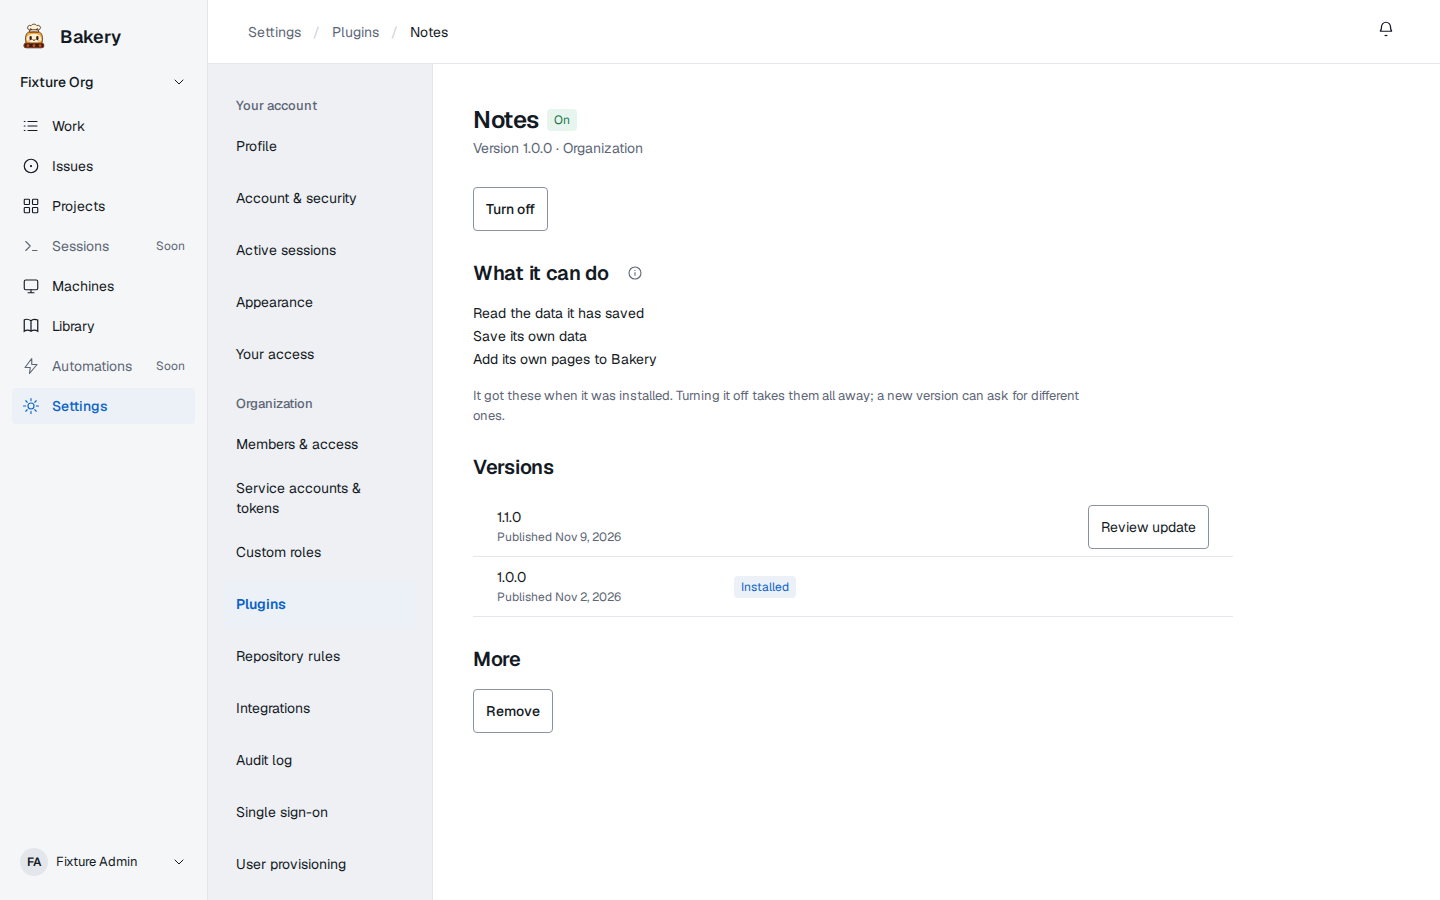 Bakery
Fixture Org
Work
Issues
Projects
Sessions Soon
Machines
Library
Automations Soon
Settings
FA Fixture Admin
Settings / Plugins / Notes
Your account
Profile
Account & security
Active sessions
Appearance
Your access
Organization
Members & access
Service accounts &
tokens
Custom roles
Plugins
Repository rules
Integrations
Audit log
Single sign-on
User provisioning
Notes On
Version 1.0.0 · Organization
Turn off
What it can do
Read the data it has saved
Save its own data
Add its own pages to Bakery
It got these when it was installed. Turning it off takes them all away; a new version can ask for different
ones.
Versions
1.1.0
Published Nov 9, 2026
Review update
1.0.0
Published Nov 2, 2026
Installed
More
Remove